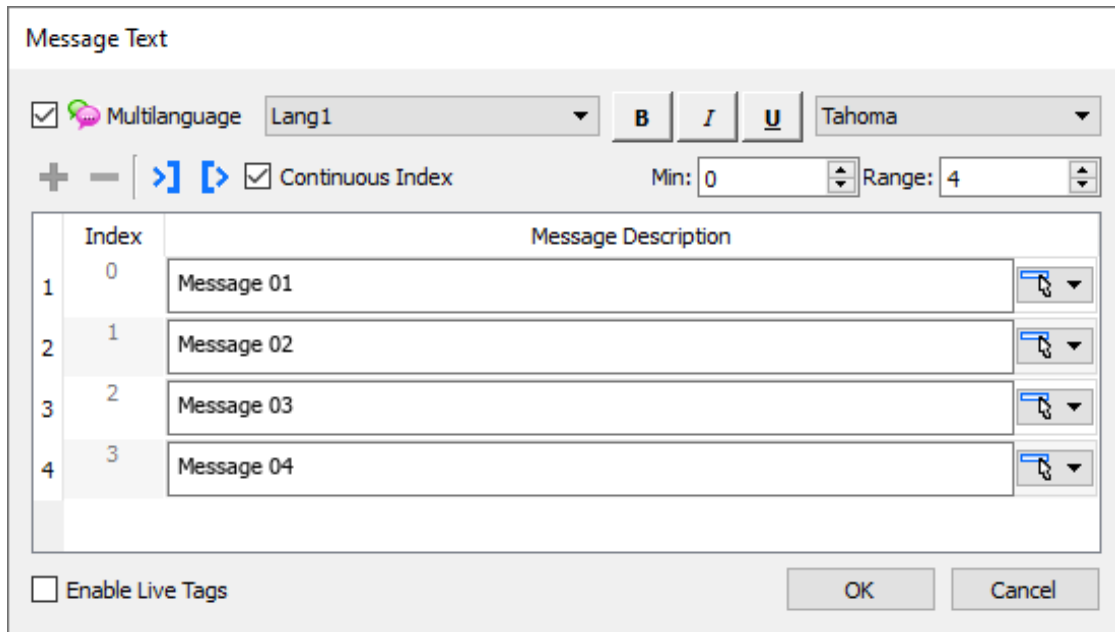 Message Text
Multilanguage Lang1 B I U Tahoma
Continuous Index Min: 0 Range: 4
Index Message Description
1 0 Message 01
2 1 Message 02
3 2 Message 03
4 3 Message 04
Enable Live Tags OK Cancel